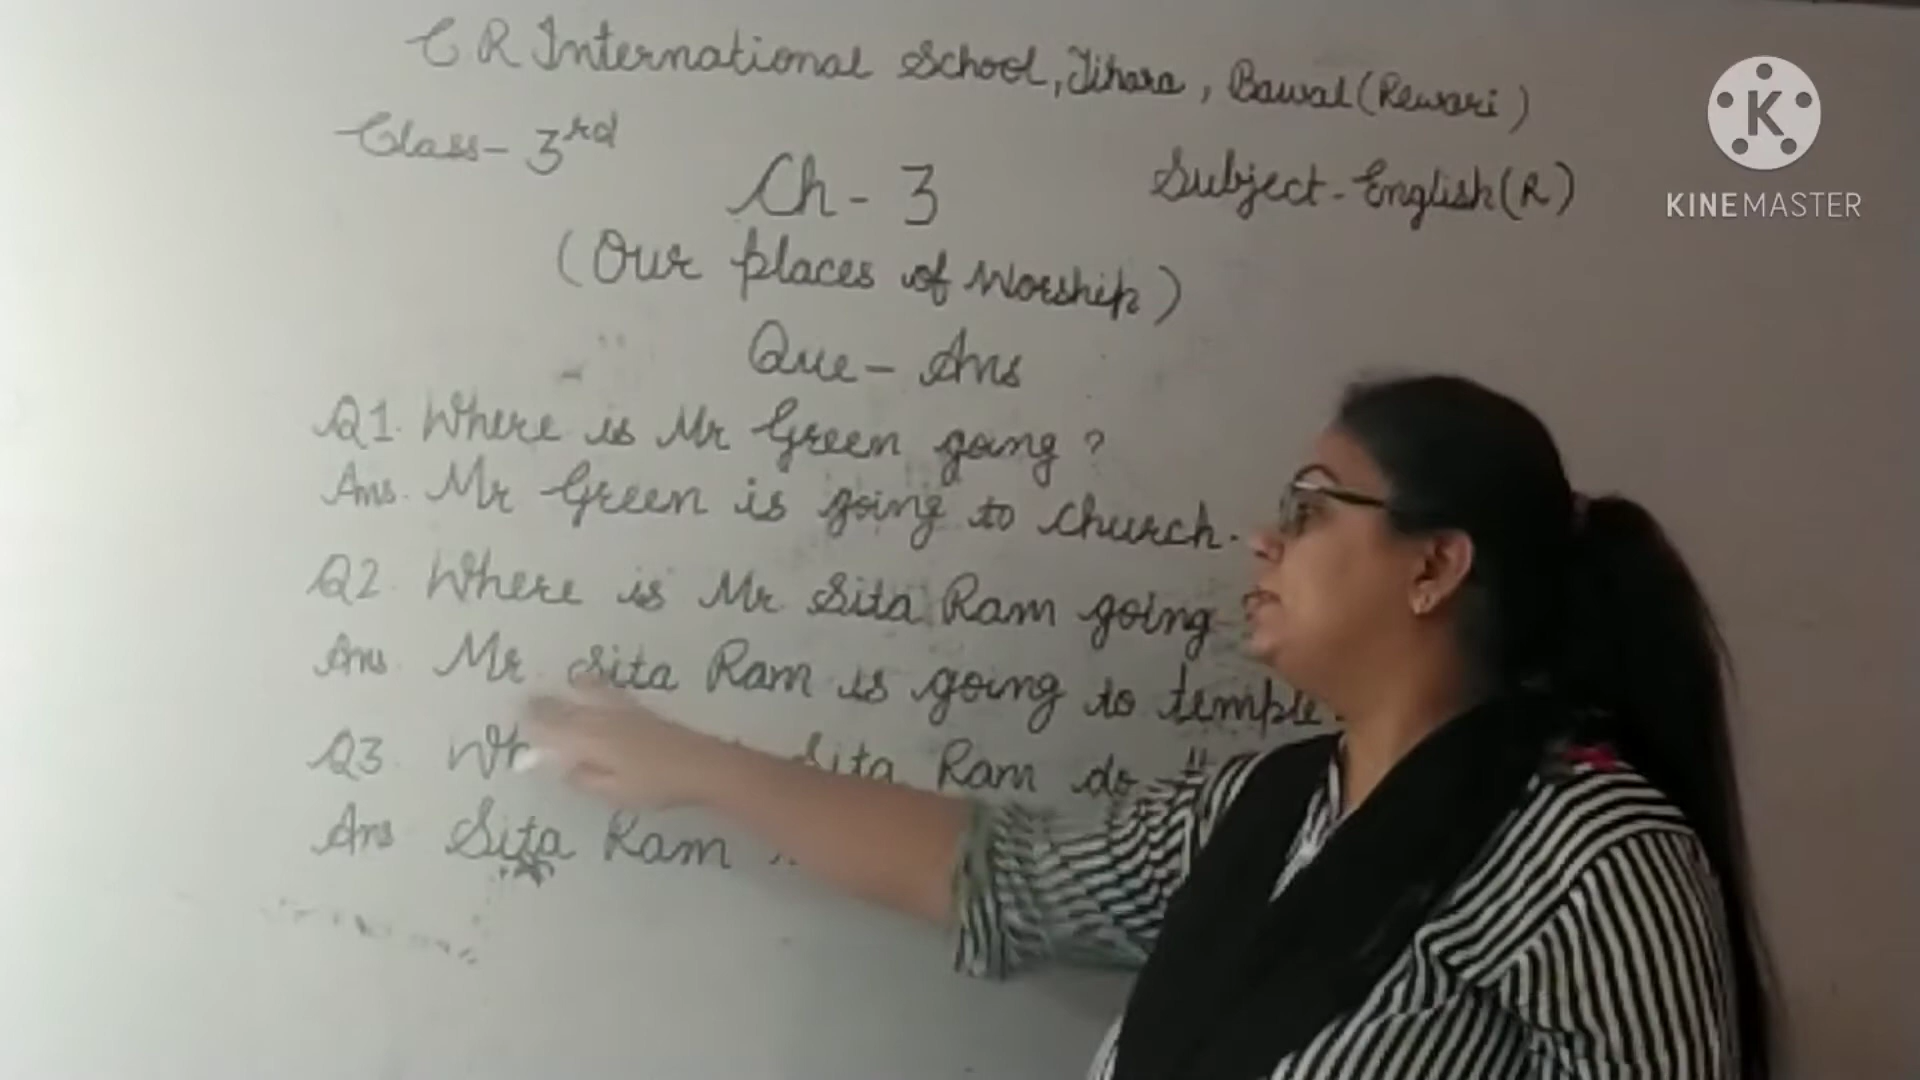 C R International School, Jihara, Bawal (Rewari)
Class - 3rd
Ch - 3
Subject - English (R)
(Our places of Worship)
Que - Ans
Q1. Where is Mr Green going?
Ans. Mr Green is going to church.
Q2. Where is Mr Sita Ram going
Ans. Mr Sita Ram is going to temple.
Q3. Sita Ram do
Ans Sita Ram
K
KINEMASTER